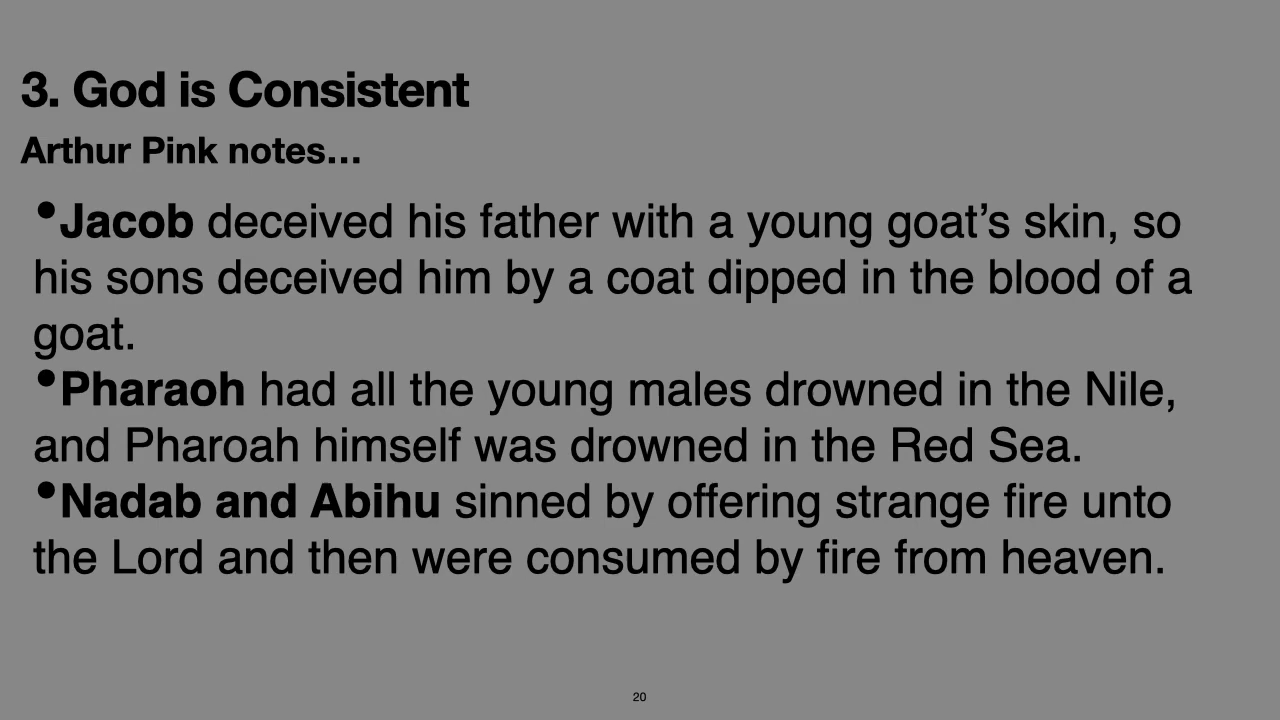 3. God is Consistent
Arthur Pink notes…
•Jacob deceived his father with a young goat’s skin, so
his sons deceived him by a coat dipped in the blood of a
goat.
•Pharaoh had all the young males drowned in the Nile,
and Pharoah himself was drowned in the Red Sea.
•Nadab and Abihu sinned by offering strange fire unto
the Lord and then were consumed by fire from heaven.
20